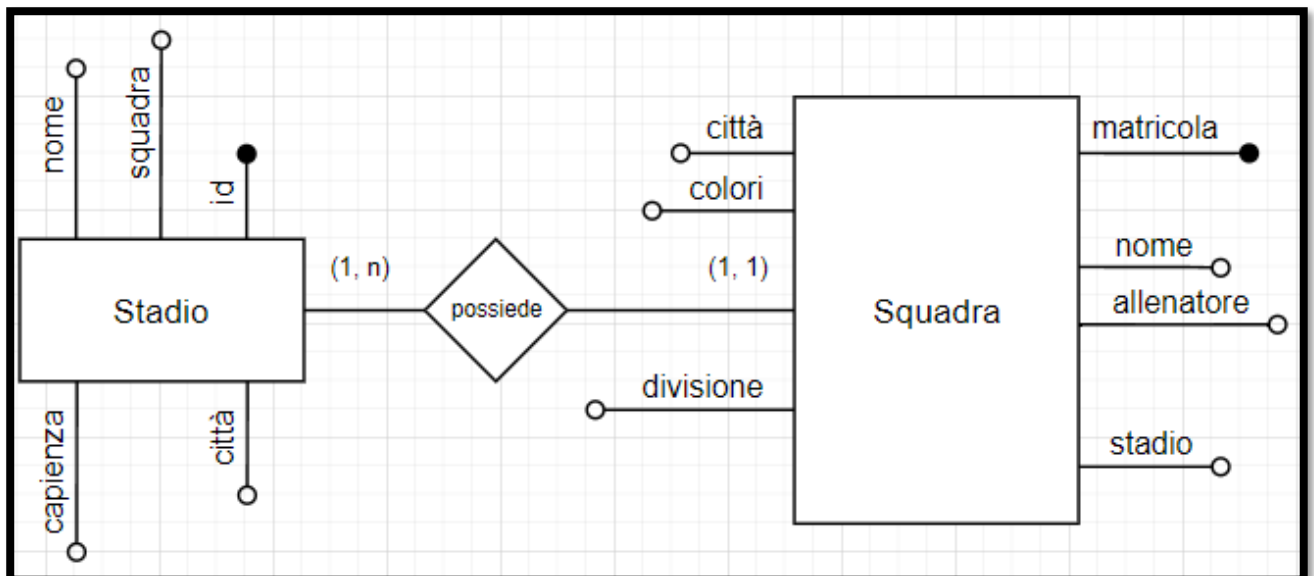 nome
squadra
id
Stadio
capienza
città
(1, n)
possiede
(1, 1)
città
colori
divisione
Squadra
matricola
nome
allenatore
stadio